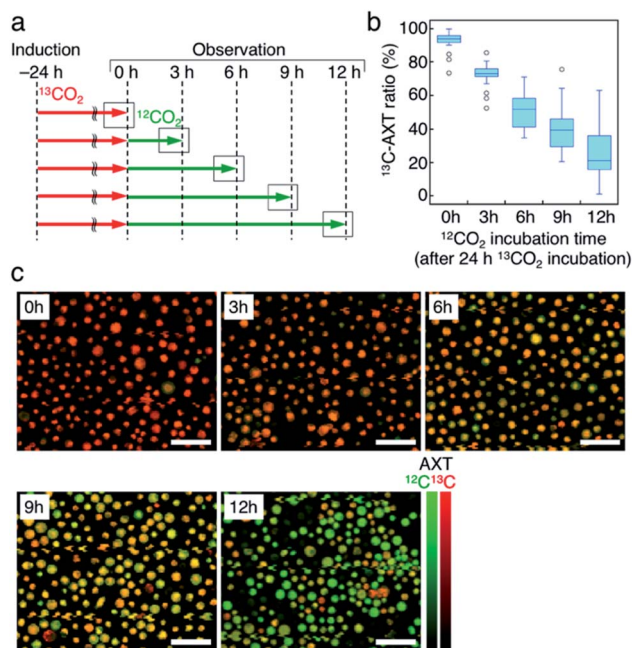 a
Induction
Observation
–24 h
0 h
3 h
6 h
9 h
12 h
¹³CO₂
¹²CO₂
b
¹³C-AXT ratio (%)
100
80
60
40
20
0
0h
3h
6h
9h
12h
¹²CO₂ incubation time
(after 24 h ¹³CO₂ incubation)
c
0h
3h
6h
AXT
¹²C ¹³C
9h
12h